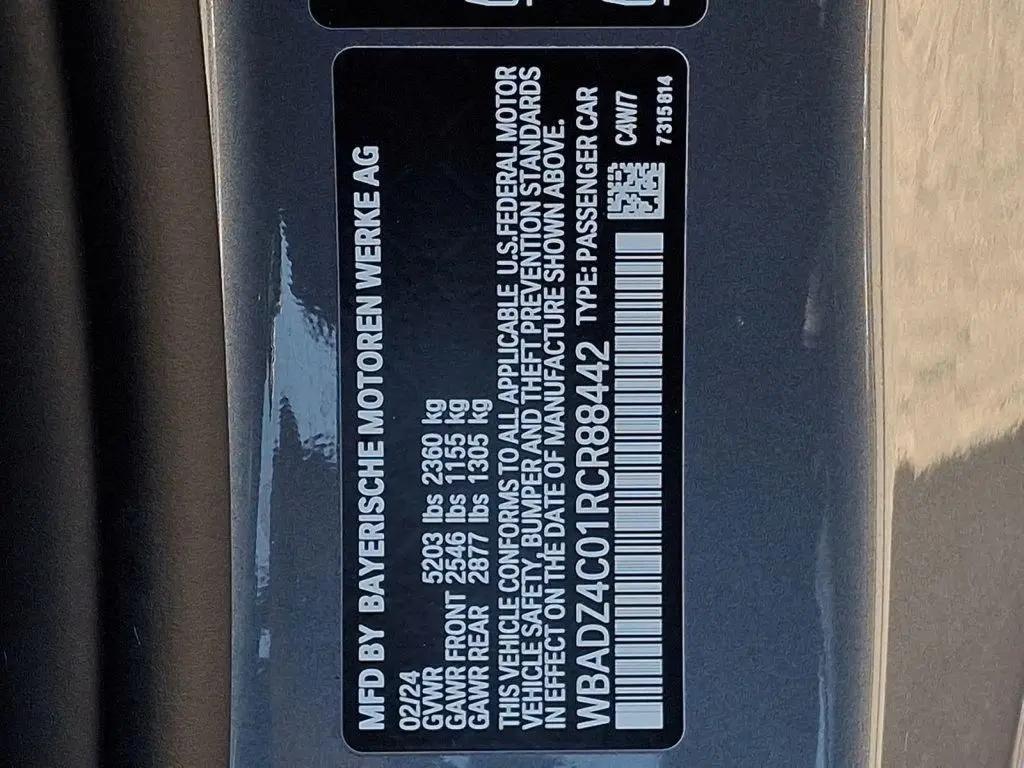 MFD BY BAYERISCHE MOTOREN WERKE AG
02/24
GVWR 5203 lbs 2360 kg
GAWR FRONT 2546 lbs 1155 kg
GAWR REAR 2877 lbs 1305 kg
THIS VEHICLE CONFORMS TO ALL APPLICABLE U.S.FEDERAL MOTOR
VEHICLE SAFETY, BUMPER AND THEFT PREVENTION STANDARDS
IN EFFECT ON THE DATE OF MANUFACTURE SHOWN ABOVE.
WBADZ4C01RCR88442 TYPE: PASSENGER CAR
C4W/7
7315814